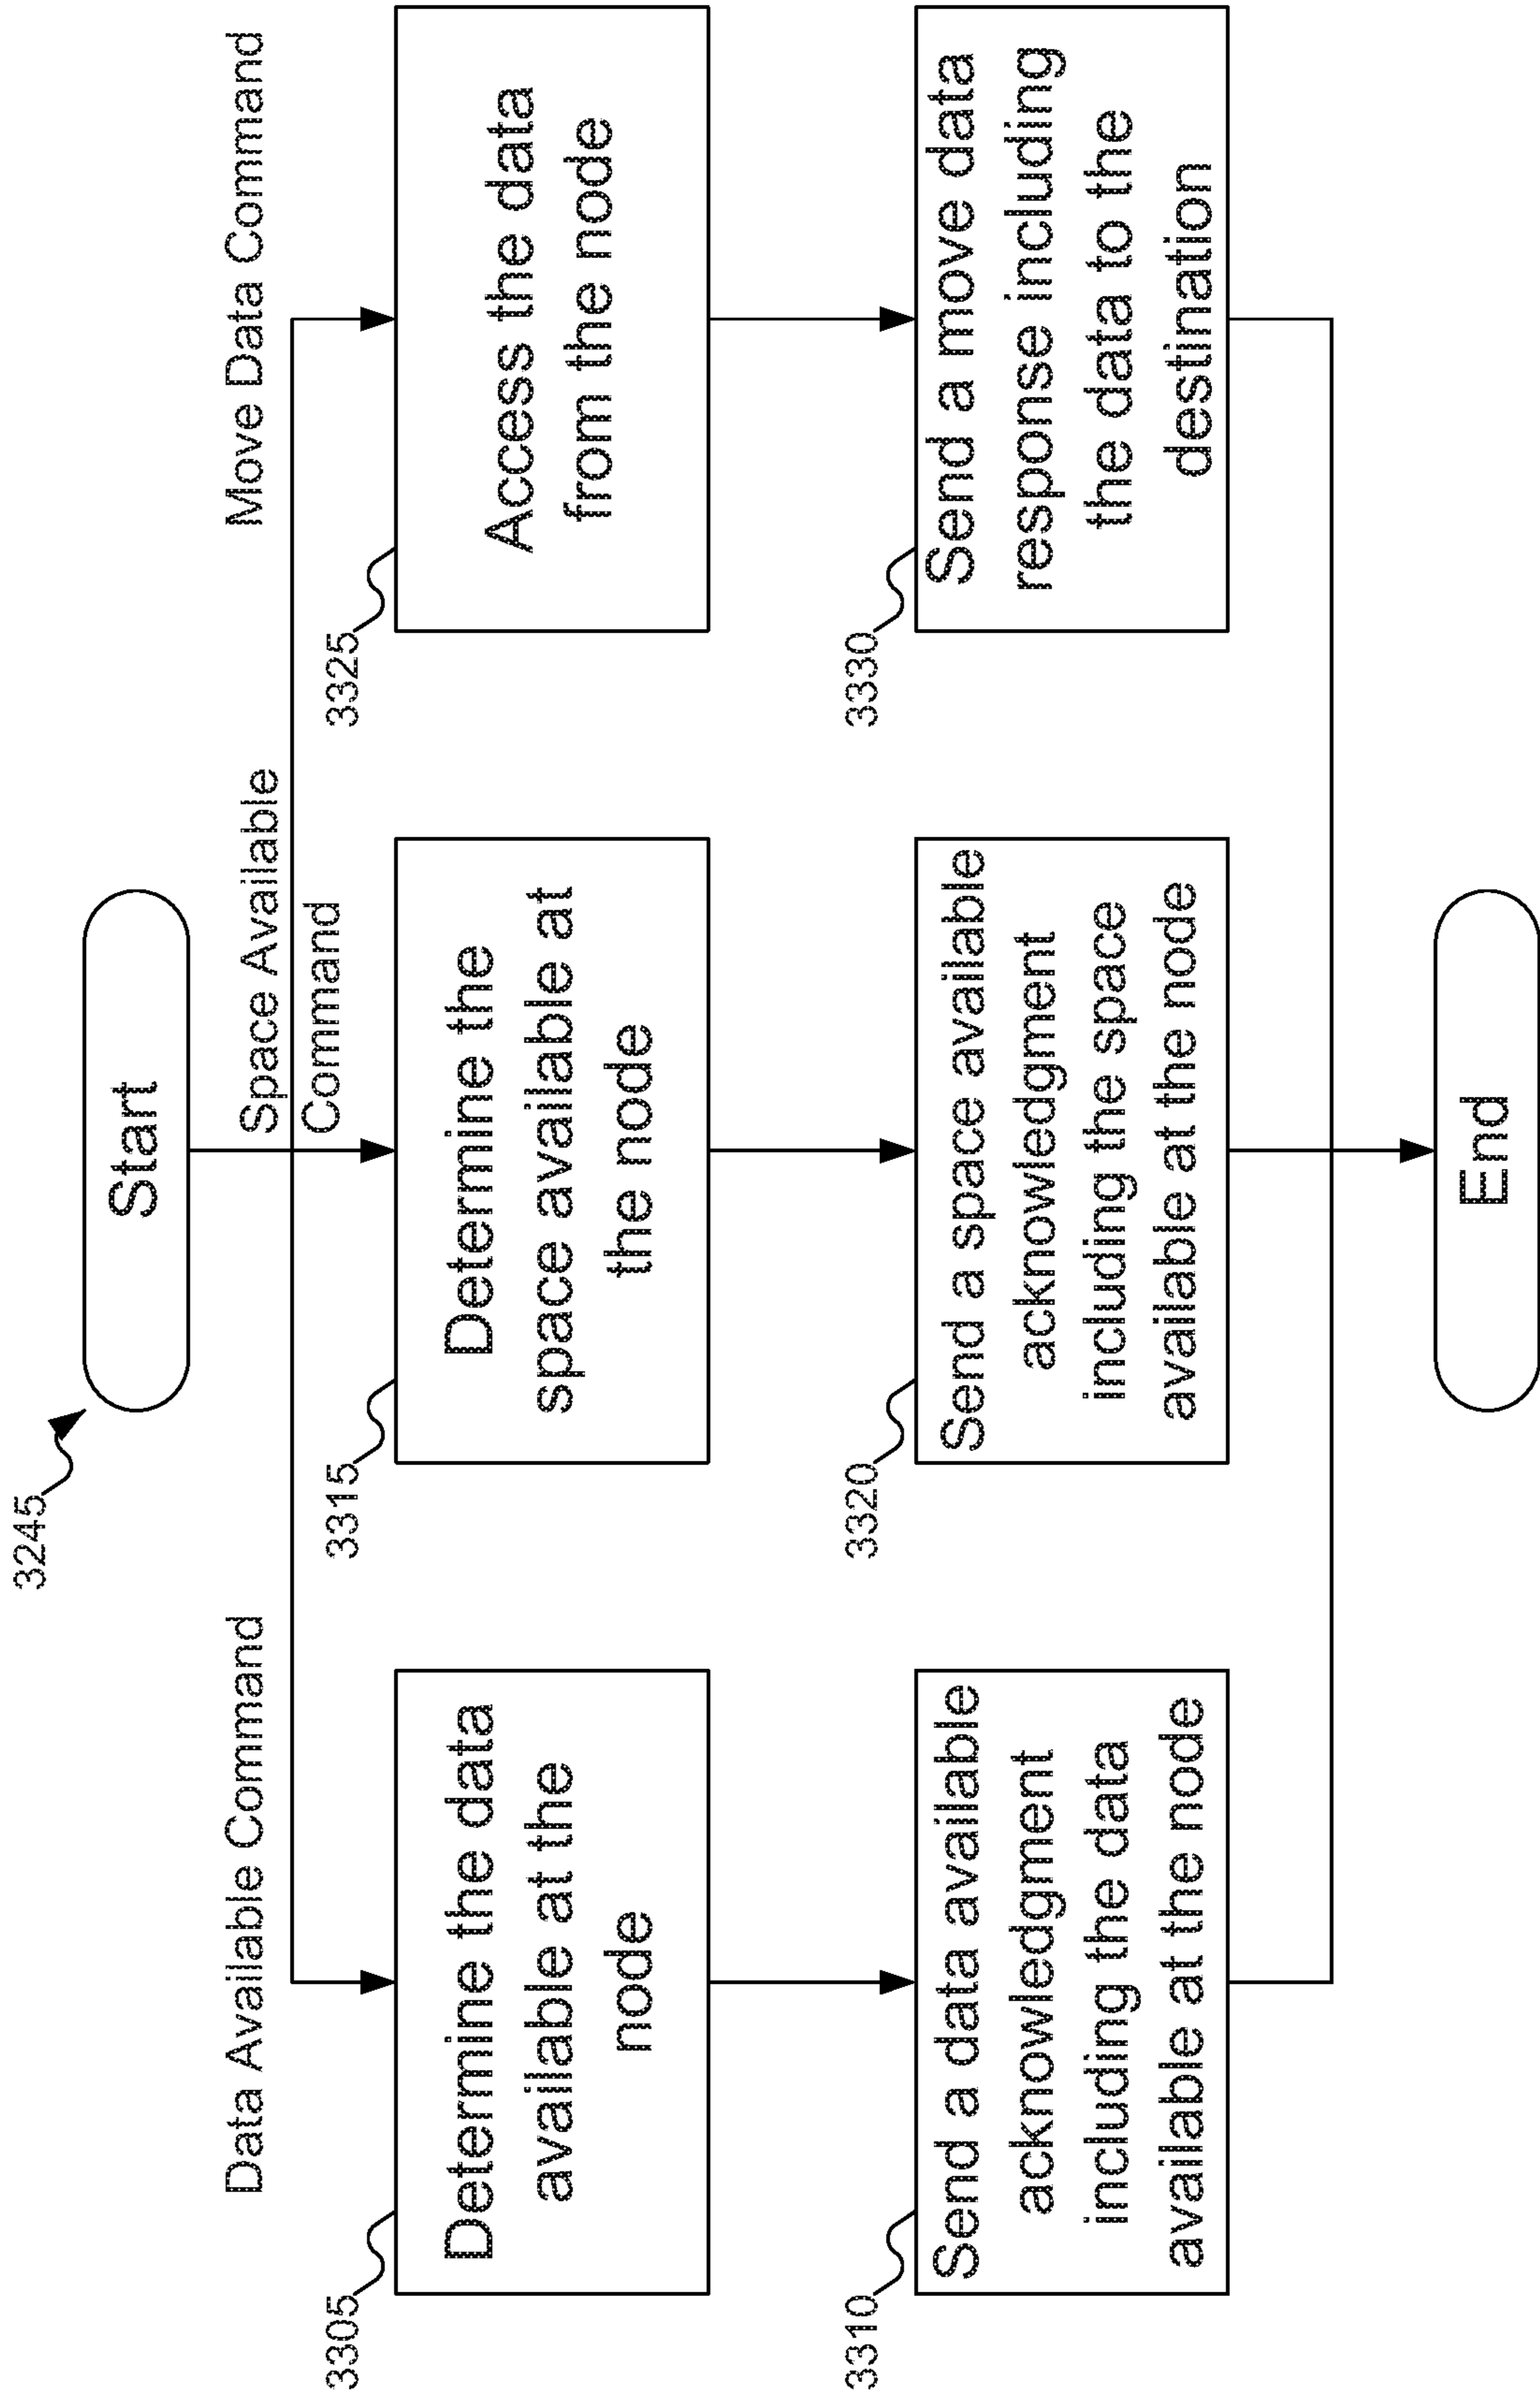 3245
Start
Data Available Command
Space Available
Command
Move Data Command
3305
Determine the data
available at the
node
3315
Determine the
space available at
the node
3325
Access the data
from the node
3310
Send a data available
acknowledgment
including the data
available at the node
3320
Send a space available
acknowledgment
including the space
available at the node
3330
Send a move data
response including
the data to the
destination
End